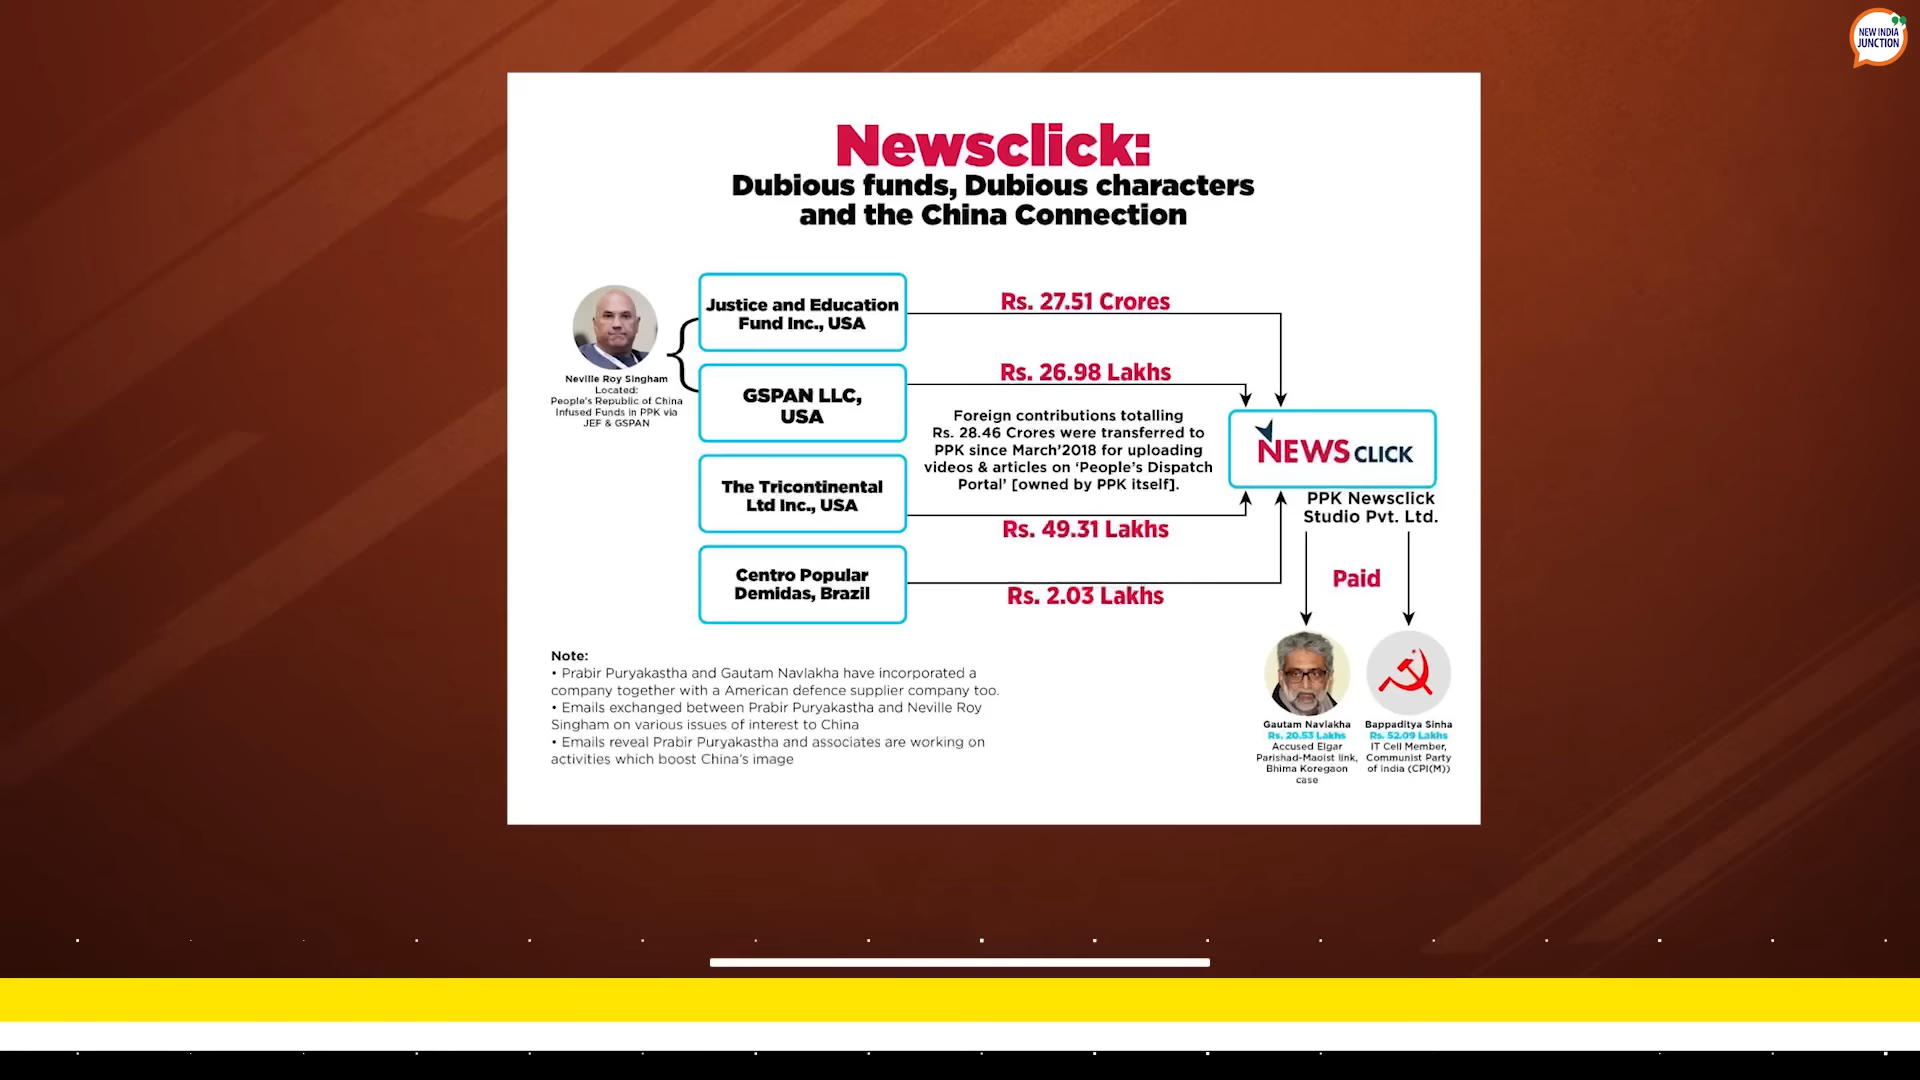 NEW INDIA
JUNCTION
Newsclick:
Dubious funds, Dubious characters
and the China Connection
Neville Roy Singham
Located:
People's Republic of China
Infused Funds in PPK via
JEF & GSPAN
Justice and Education
Fund Inc., USA
Rs. 27.51 Crores
GSPAN LLC,
USA
Rs. 26.98 Lakhs
Foreign contributions totalling
Rs. 28.46 Crores were transferred to
PPK since March'2018 for uploading
videos & articles on 'People's Dispatch
Portal' [owned by PPK itself].
The Tricontinental
Ltd Inc., USA
Rs. 49.31 Lakhs
Centro Popular
Demidas, Brazil
Rs. 2.03 Lakhs
NEWS CLICK
PPK Newsclick
Studio Pvt. Ltd.
Paid
Gautam Navlakha
Rs. 20.53 Lakhs
Accused Elgar
Parishad-Maoist link,
Bhima Koregaon
case
Bappaditya Sinha
Rs. 52.09 Lakhs
IT Cell Member,
Communist Party
of India (CPI(M))
Note:
• Prabir Puryakastha and Gautam Navlakha have incorporated a
company together with a American defence supplier company too.
• Emails exchanged between Prabir Puryakastha and Neville Roy
Singham on various issues of interest to China
• Emails reveal Prabir Puryakastha and associates are working on
activities which boost China's image